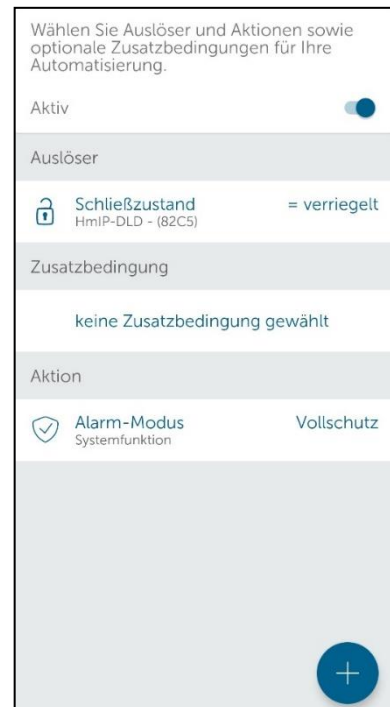 Wählen Sie Auslöser und Aktionen sowie
optionale Zusatzbedingungen für Ihre
Automatisierung.
Aktiv
Auslöser
Schließzustand = verriegelt
HmIP-DLD - (82C5)
Zusatzbedingung
keine Zusatzbedingung gewählt
Aktion
Alarm-Modus Vollschutz
Systemfunktion